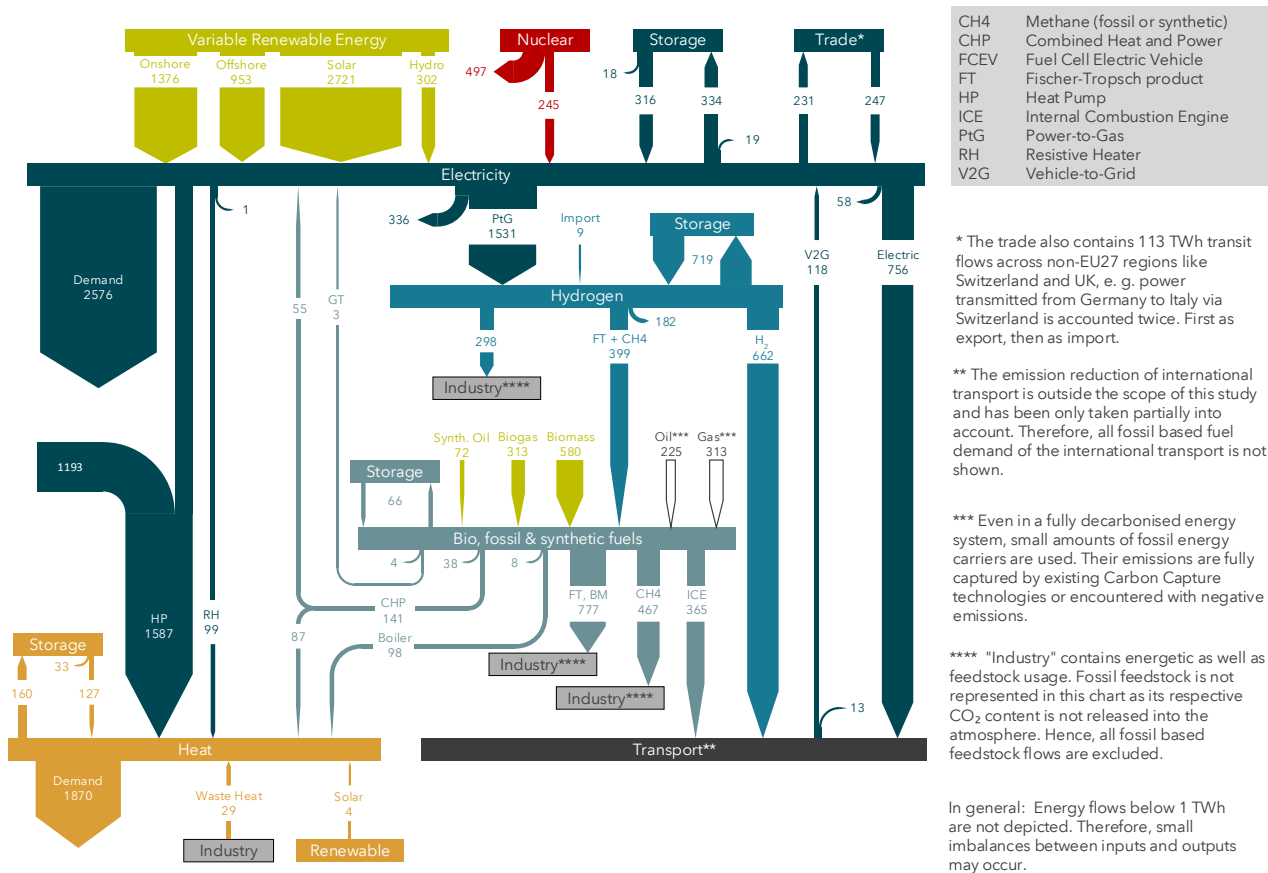 Variable Renewable Energy
Nuclear
Storage
Trade*
Onshore
1376
Offshore
953
Solar
2721
Hydro
302
497
245
18
316
334
19
231
247
Electricity
Demand
2576
1
336
PtG
1531
Import
9
Storage
719
58
V2G
118
Electric
756
55
GT
3
Hydrogen
298
182
FT + CH4
399
H2
662
Industry****
1193
Synth. Oil
72
Biogas
313
Biomass
580
Oil***
225
Gas***
313
Storage
66
Bio, fossil & synthetic fuels
4
38
8
CHP
141
FT, BM
777
CH4
467
ICE
365
HP
1587
RH
99
87
Boiler
98
Industry****
Industry****
Storage
33
160
127
13
Heat
Transport**
Demand
1870
Waste Heat
29
Solar
4
Industry
Renewable
CH4 Methane (fossil or synthetic)
CHP Combined Heat and Power
FCEV Fuel Cell Electric Vehicle
FT Fischer-Tropsch product
HP Heat Pump
ICE Internal Combustion Engine
PtG Power-to-Gas
RH Resistive Heater
V2G Vehicle-to-Grid
* The trade also contains 113 TWh transit
flows across non-EU27 regions like
Switzerland and UK, e. g. power
transmitted from Germany to Italy via
Switzerland is accounted twice. First as
export, then as import.
** The emission reduction of international
transport is outside the scope of this study
and has been only taken partially into
account. Therefore, all fossil based fuel
demand of the international transport is not
shown.
*** Even in a fully decarbonised energy
system, small amounts of fossil energy
carriers are used. Their emissions are fully
captured by existing Carbon Capture
technologies or encountered with negative
emissions.
**** "Industry" contains energetic as well as
feedstock usage. Fossil feedstock is not
represented in this chart as its respective
CO₂ content is not released into the
atmosphere. Hence, all fossil based
feedstock flows are excluded.
In general: Energy flows below 1 TWh
are not depicted. Therefore, small
imbalances between inputs and outputs
may occur.